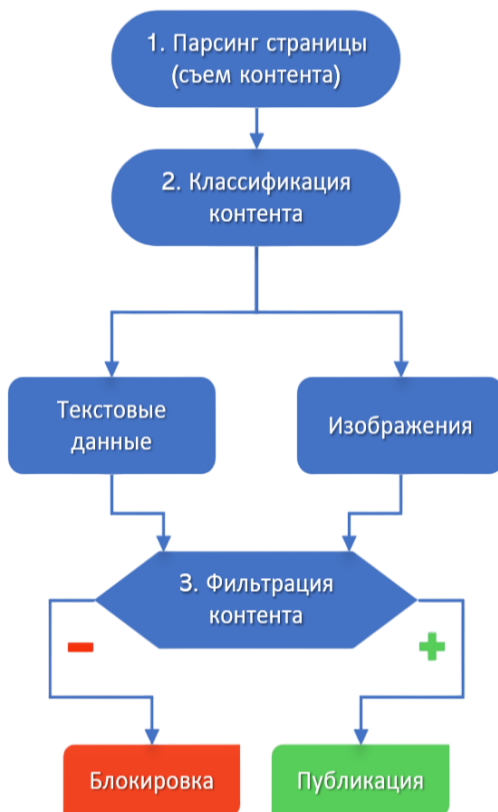 1. Парсинг страницы
(съем контента)
2. Классификация
контента
Текстовые
данные
Изображения
3. Фильтрация
контента
Блокировка
Публикация